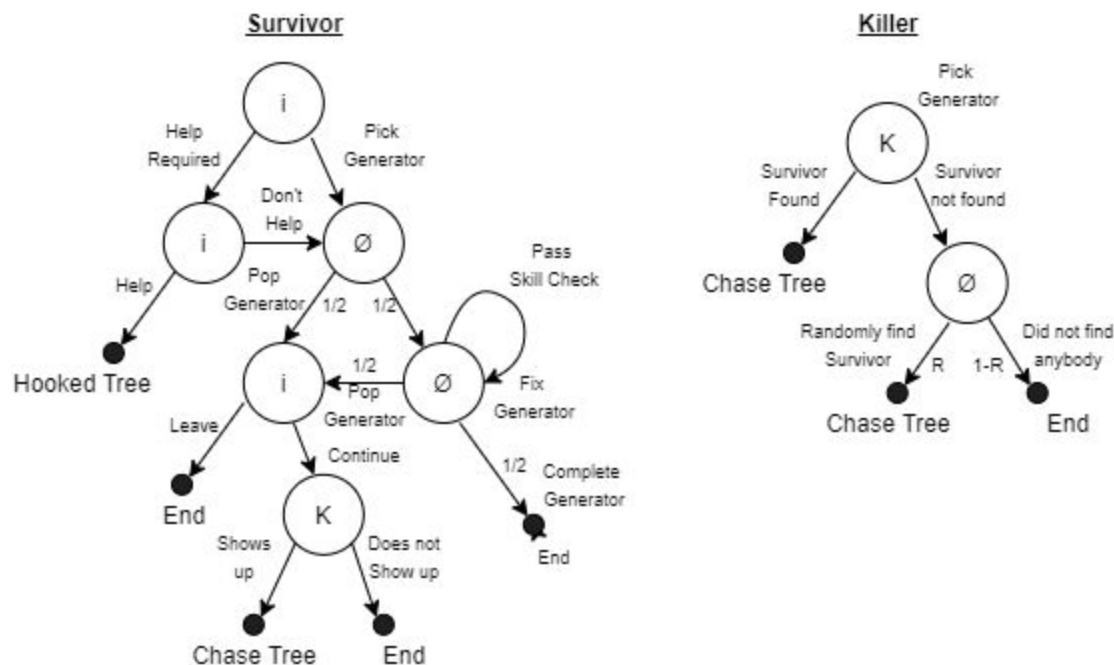 Survivor
i
Help
Required
Pick
Generator
i
Don't
Help
Ø
Help
Pop
Generator
1/2
1/2
Pass
Skill Check
Hooked Tree
i
1/2
Pop
Generator
Ø
Fix
Generator
Leave
Continue
1/2
Complete
Generator
End
K
End
Shows
up
Does not
Show up
Chase Tree
End
Killer
Pick
Generator
K
Survivor
Found
Survivor
not found
Chase Tree
Ø
Randomly find
Survivor
R
1-R
Did not find
anybody
Chase Tree
End